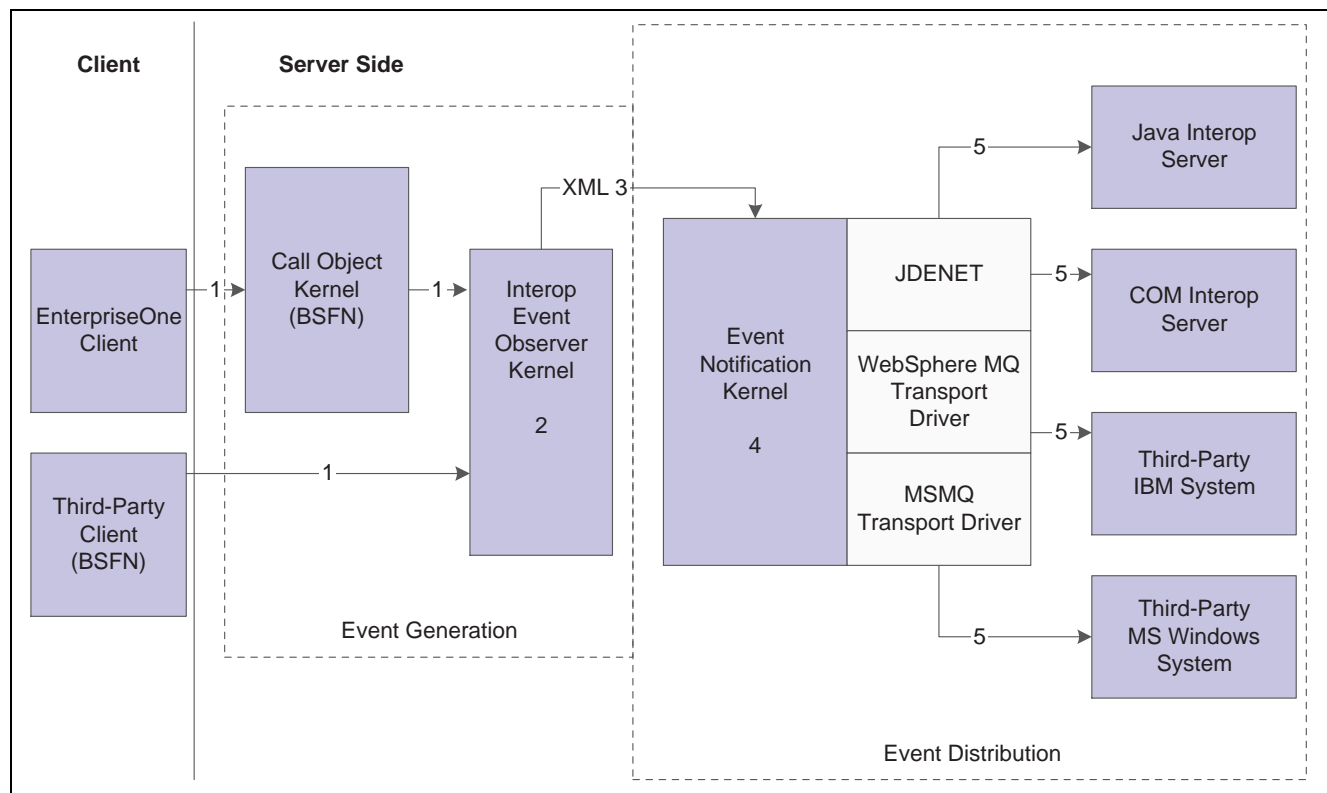 Client
Server Side
EnterpriseOne
Client
Third-Party
Client
(BSFN)
1
Call Object
Kernel
(BSFN)
1
1
Interop
Event
Observer
Kernel
2
Event Generation
XML 3
Event
Notification
Kernel
4
JDENET
WebSphere MQ
Transport
Driver
MSMQ
Transport Driver
5
5
5
5
Java Interop
Server
COM Interop
Server
Third-Party
IBM System
Third-Party
MS Windows
System
Event Distribution